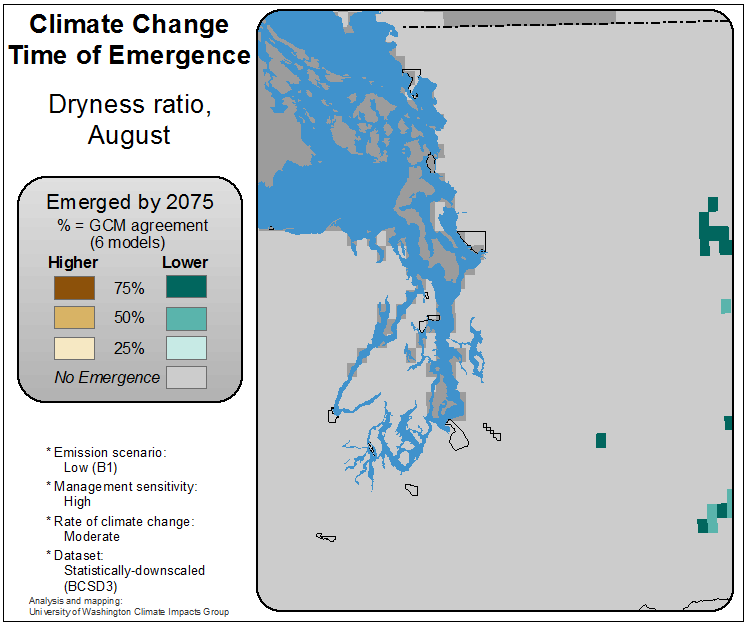 Climate Change
Time of Emergence
Dryness ratio,
August
Emerged by 2075
% = GCM agreement
(6 models)
Higher Lower
75%
50%
25%
No Emergence
* Emission scenario:
Low (B1)
* Management sensitivity:
High
* Rate of climate change:
Moderate
* Dataset:
Statistically-downscaled
(BCSD3)
Analysis and mapping:
University of Washington Climate Impacts Group